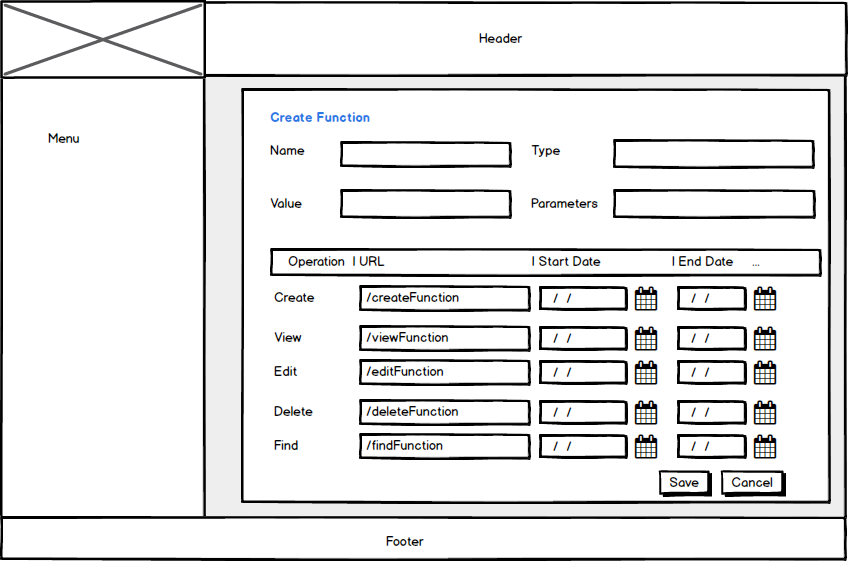 Header
Menu
Create Function
Name Type
Value Parameters
Operation | URL | Start Date | End Date ...
Create /createFunction / / / /
View /viewFunction / / / /
Edit /editFunction / / / /
Delete /deleteFunction / / / /
Find /findFunction / / / /
Save Cancel
Footer